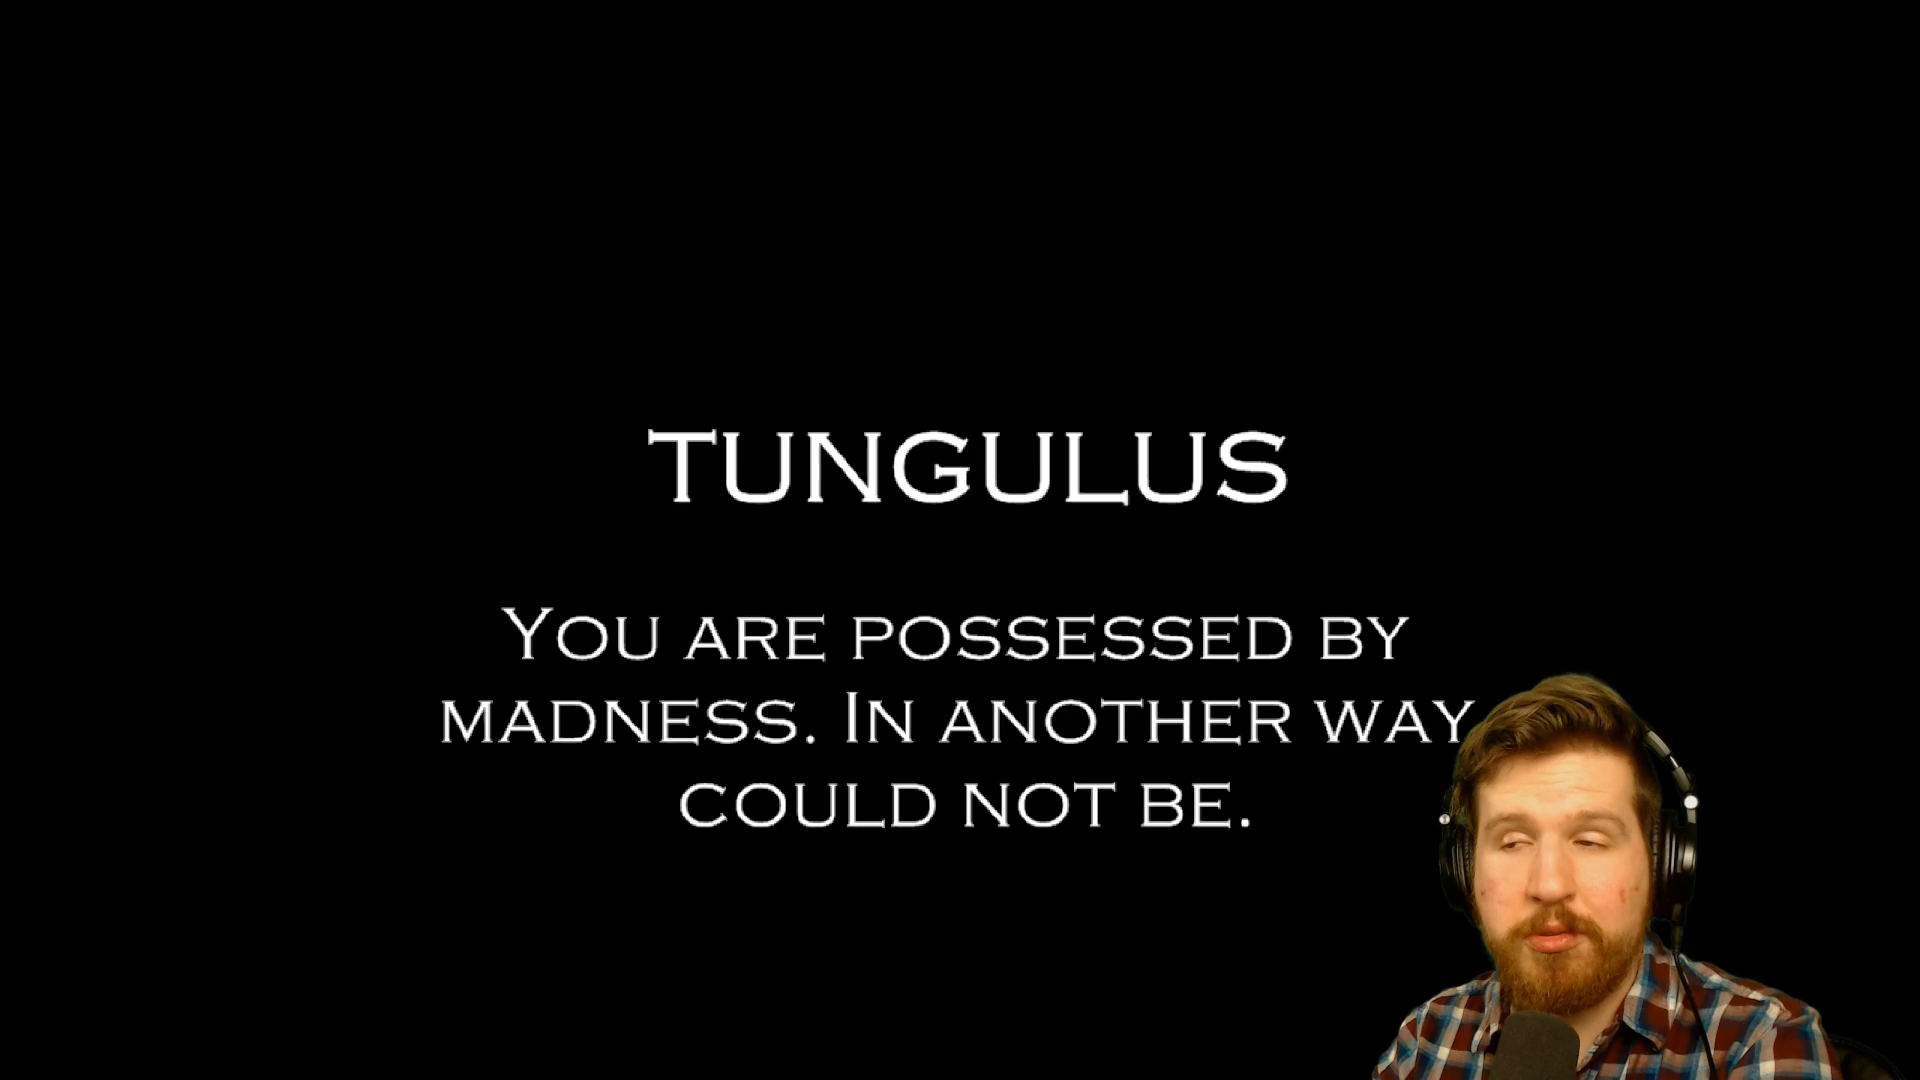 TUNGULUS
YOU ARE POSSESSED BY
MADNESS. IN ANOTHER WAY
COULD NOT BE.